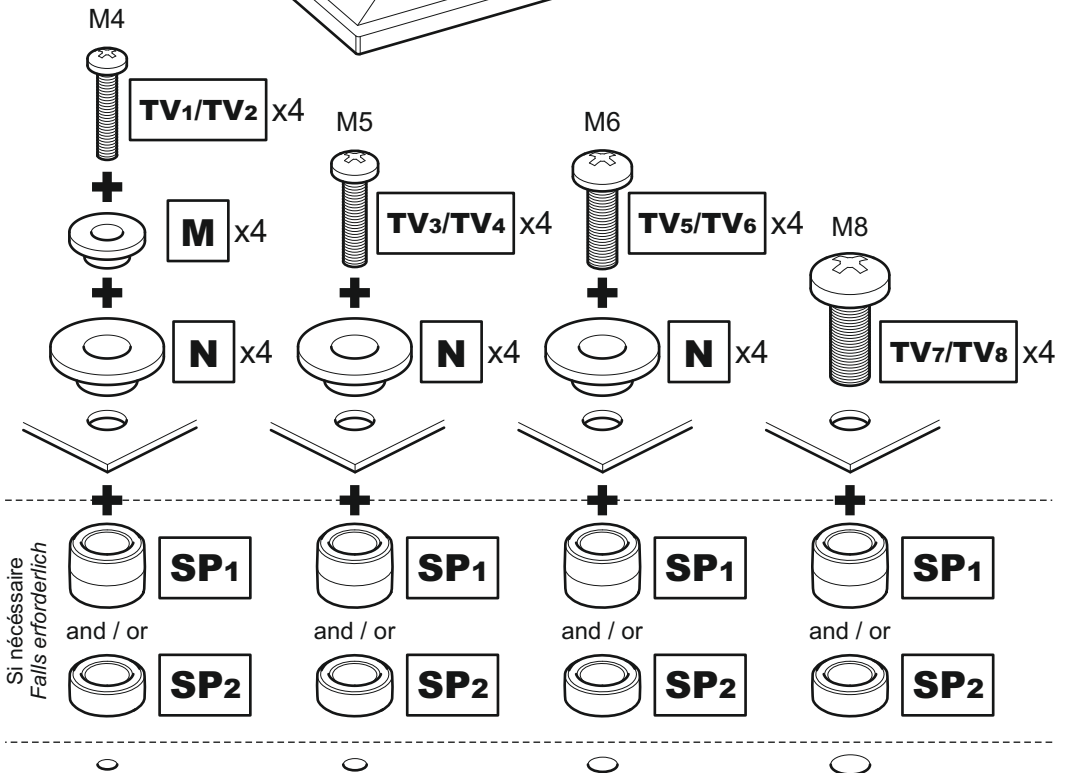 M4
TV1/TV2 x4
M5
M6
TV3/TV4 x4
TV5/TV6 x4
M x4
M8
N x4
N x4
N x4
TV7/TV8 x4
Si nécéssaire
Falls erforderlich
SP1
SP1
SP1
SP1
and / or
and / or
and / or
and / or
SP2
SP2
SP2
SP2